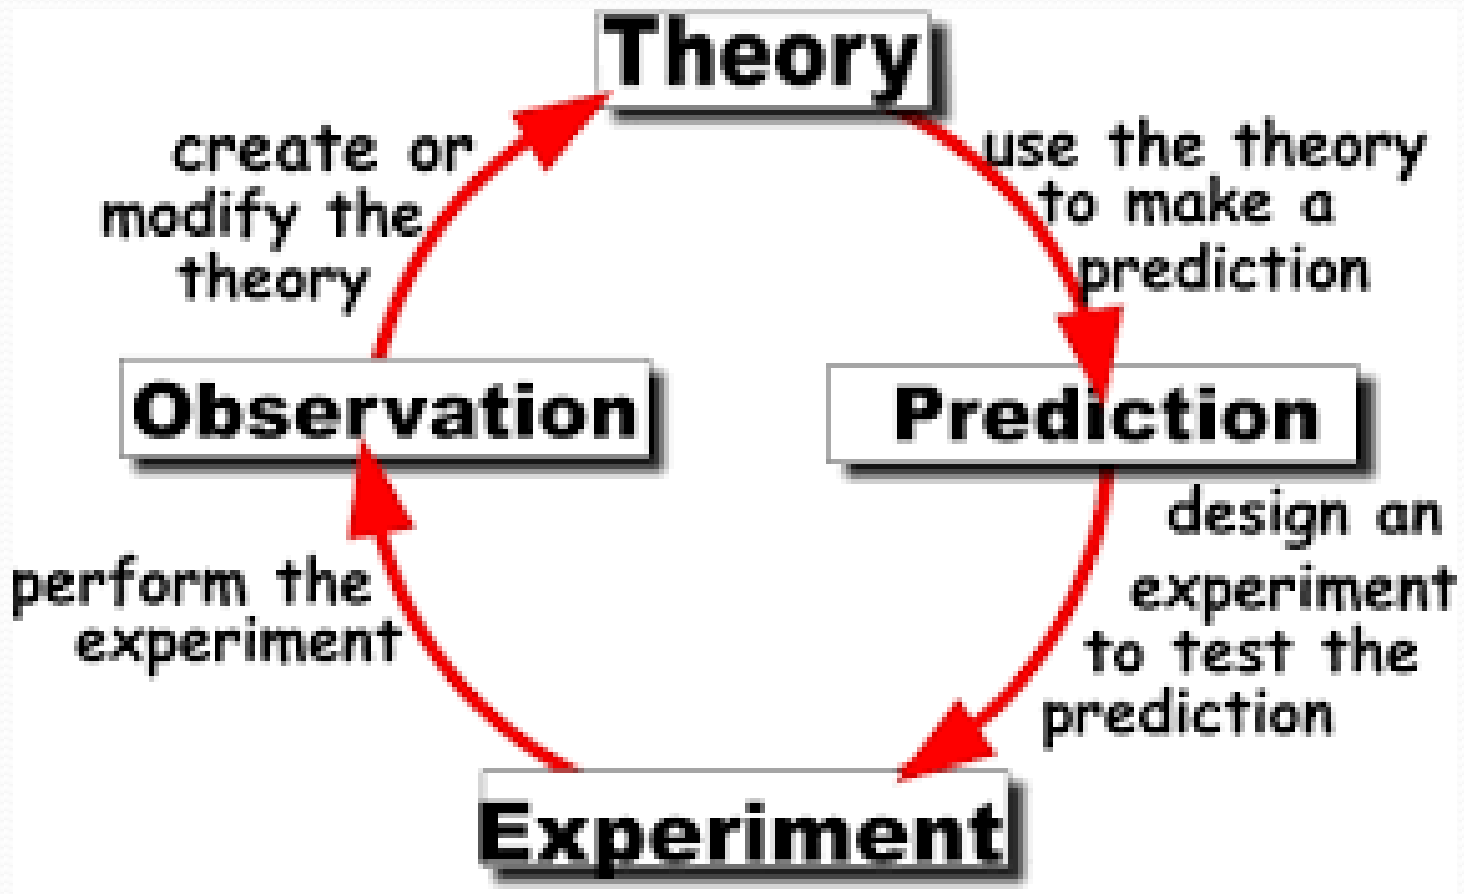 Theory
use the theory
to make a
prediction
Prediction
design an
experiment
to test the
prediction
Experiment
perform the
experiment
Observation
create or
modify the
theory